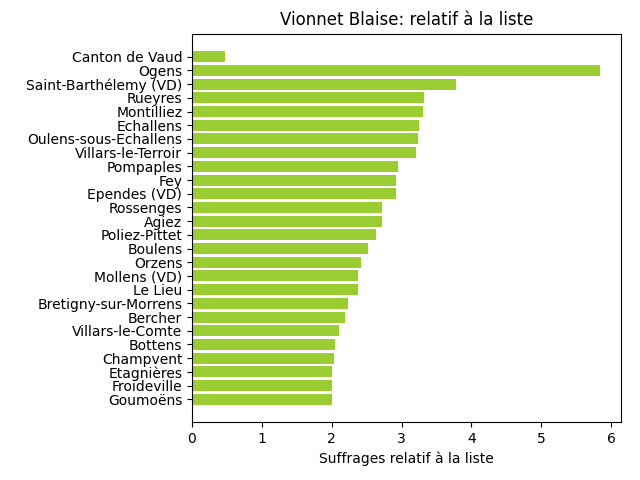 Vionnet Blaise: relatif à la liste
Canton de Vaud
Ogens
Saint-Barthélemy (VD)
Rueyres
Montilliez
Echallens
Oulens-sous-Echallens
Villars-le-Terroir
Pompaples
Fey
Ependes (VD)
Rossenges
Agiez
Poliez-Pittet
Boulens
Orzens
Mollens (VD)
Le Lieu
Bretigny-sur-Morrens
Bercher
Villars-le-Comte
Bottens
Champvent
Etagnières
Froideville
Goumoëns
0 1 2 3 4 5 6
Suffrages relatif à la liste